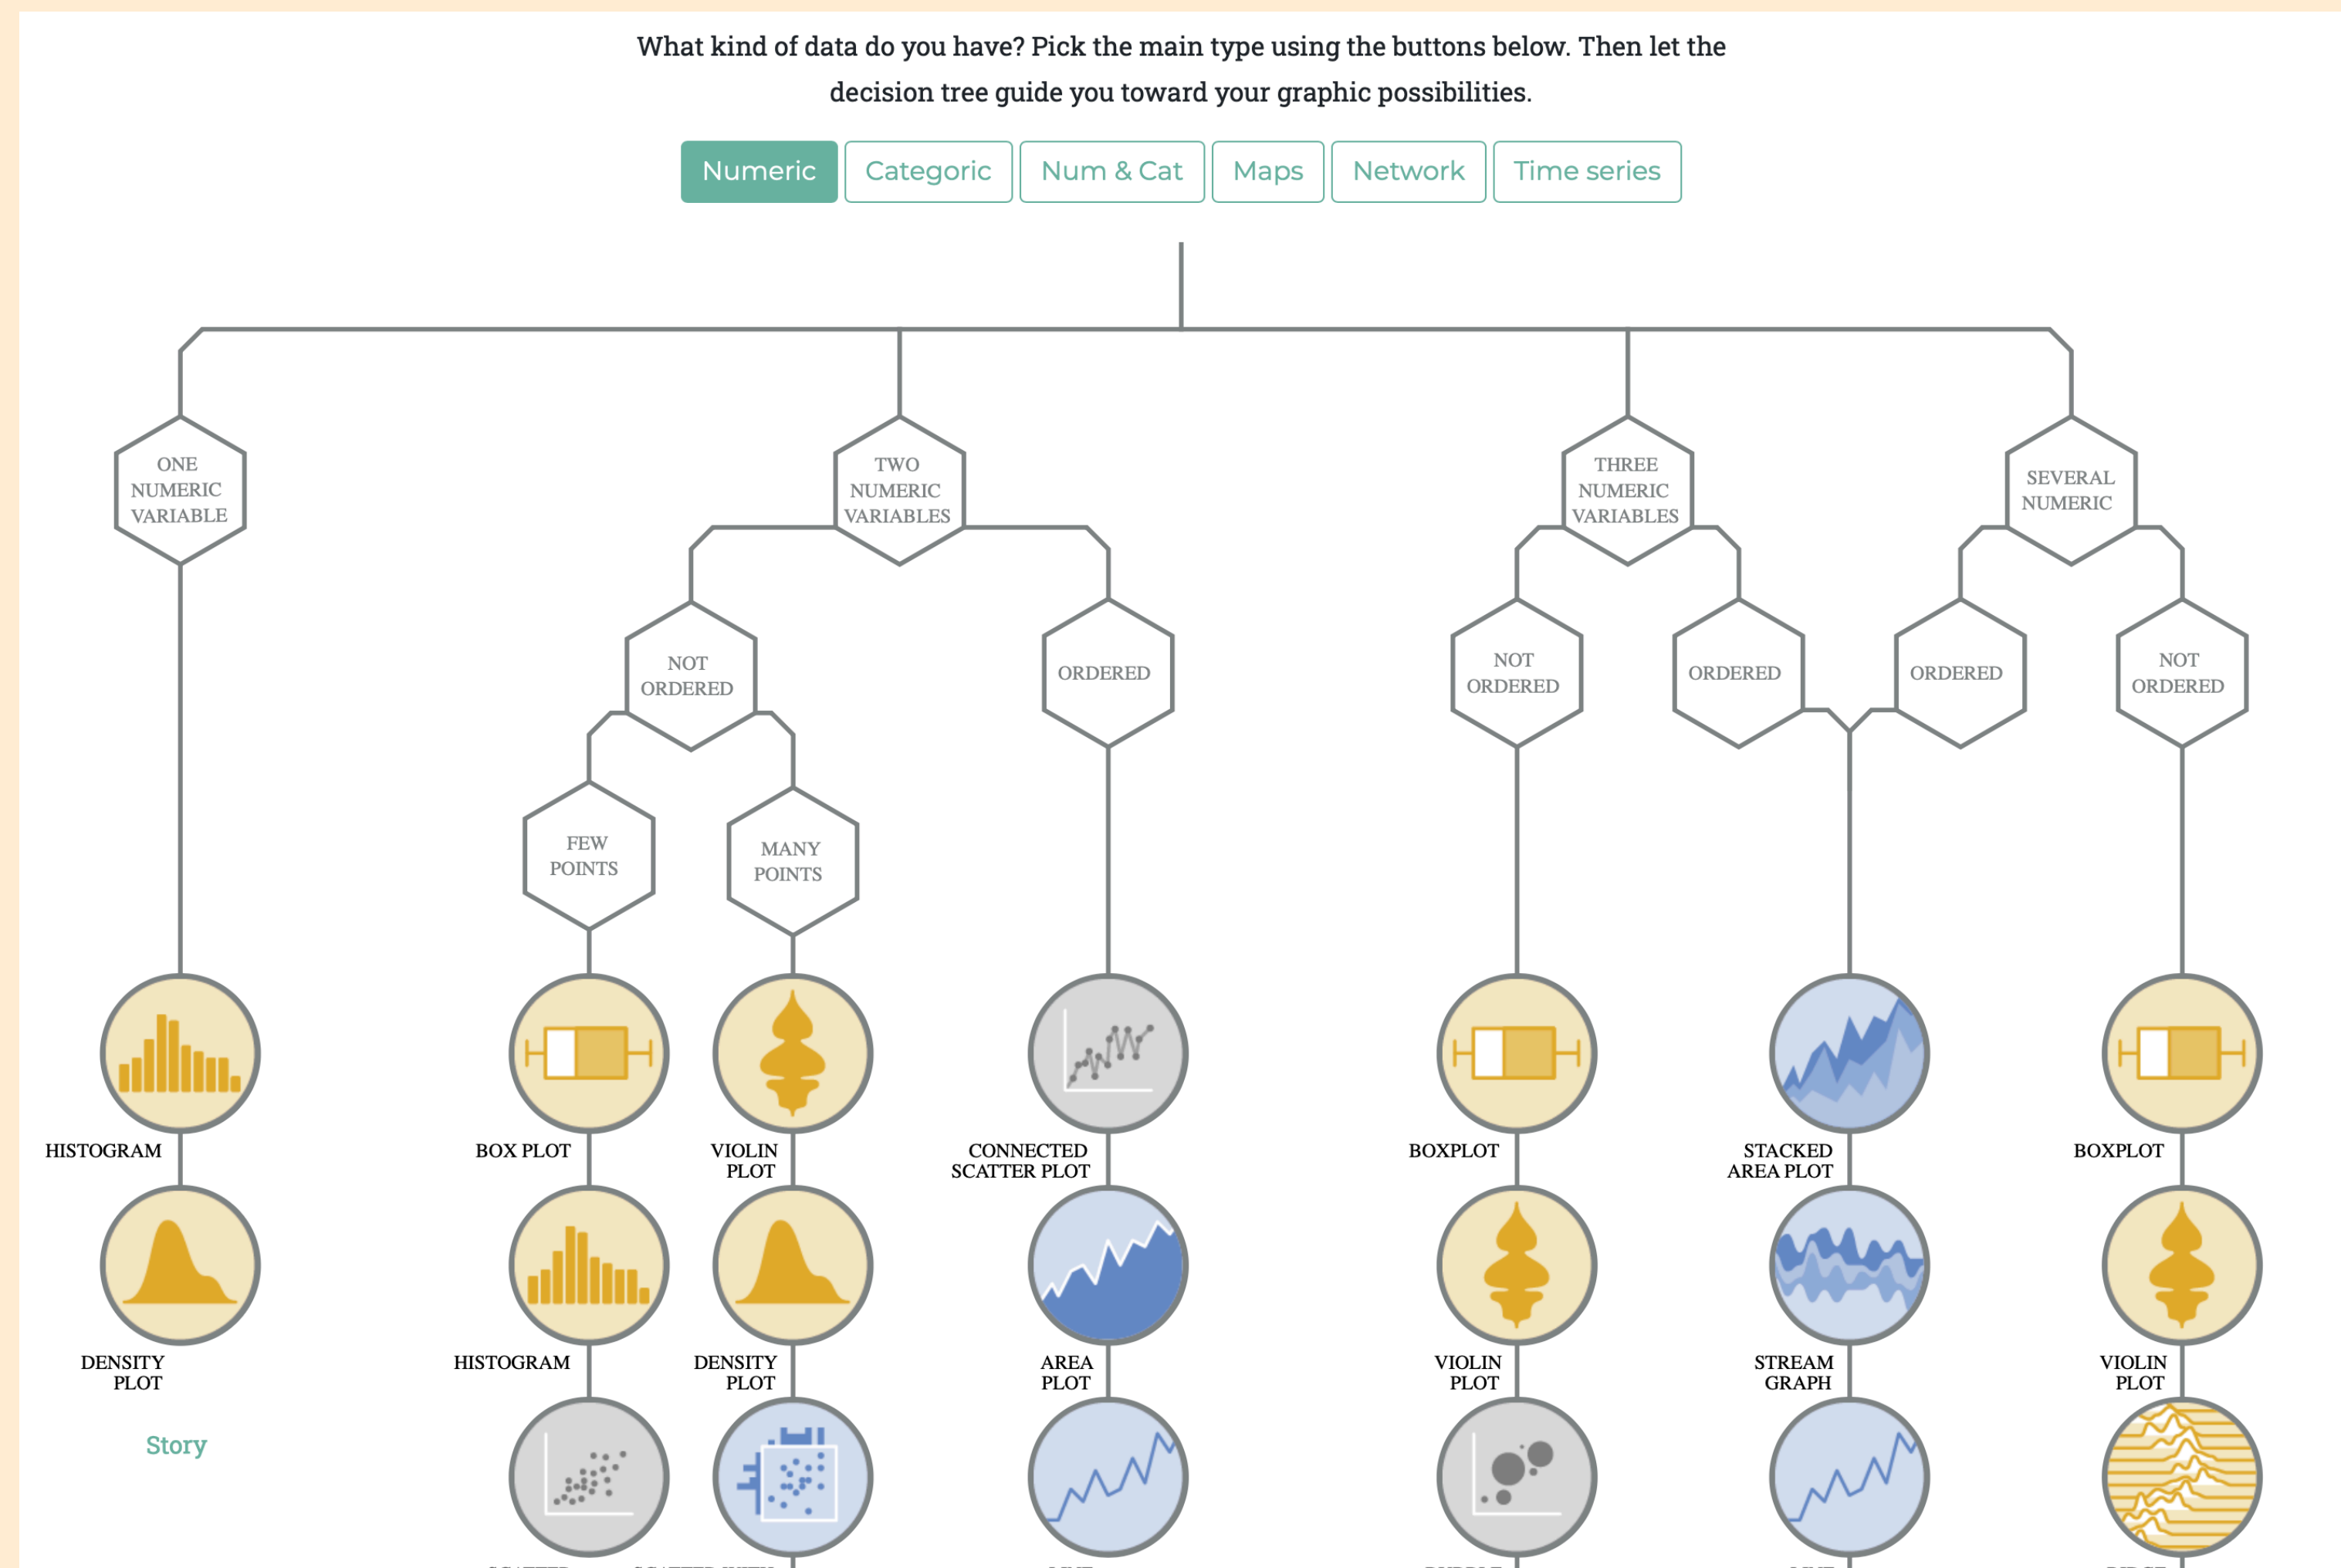 What kind of data do you have? Pick the main type using the buttons below. Then let the
decision tree guide you toward your graphic possibilities.
Numeric
Categoric
Num & Cat
Maps
Network
Time series
ONE
NUMERIC
VARIABLE
TWO
NUMERIC
VARIABLES
THREE
NUMERIC
VARIABLES
SEVERAL
NUMERIC
NOT
ORDERED
ORDERED
NOT
ORDERED
ORDERED
ORDERED
NOT
ORDERED
FEW
POINTS
MANY
POINTS
HISTOGRAM
BOX PLOT
VIOLIN
PLOT
CONNECTED
SCATTER PLOT
BOXPLOT
STACKED
AREA PLOT
BOXPLOT
DENSITY
PLOT
HISTOGRAM
DENSITY
PLOT
AREA
PLOT
VIOLIN
PLOT
STREAM
GRAPH
VIOLIN
PLOT
Story